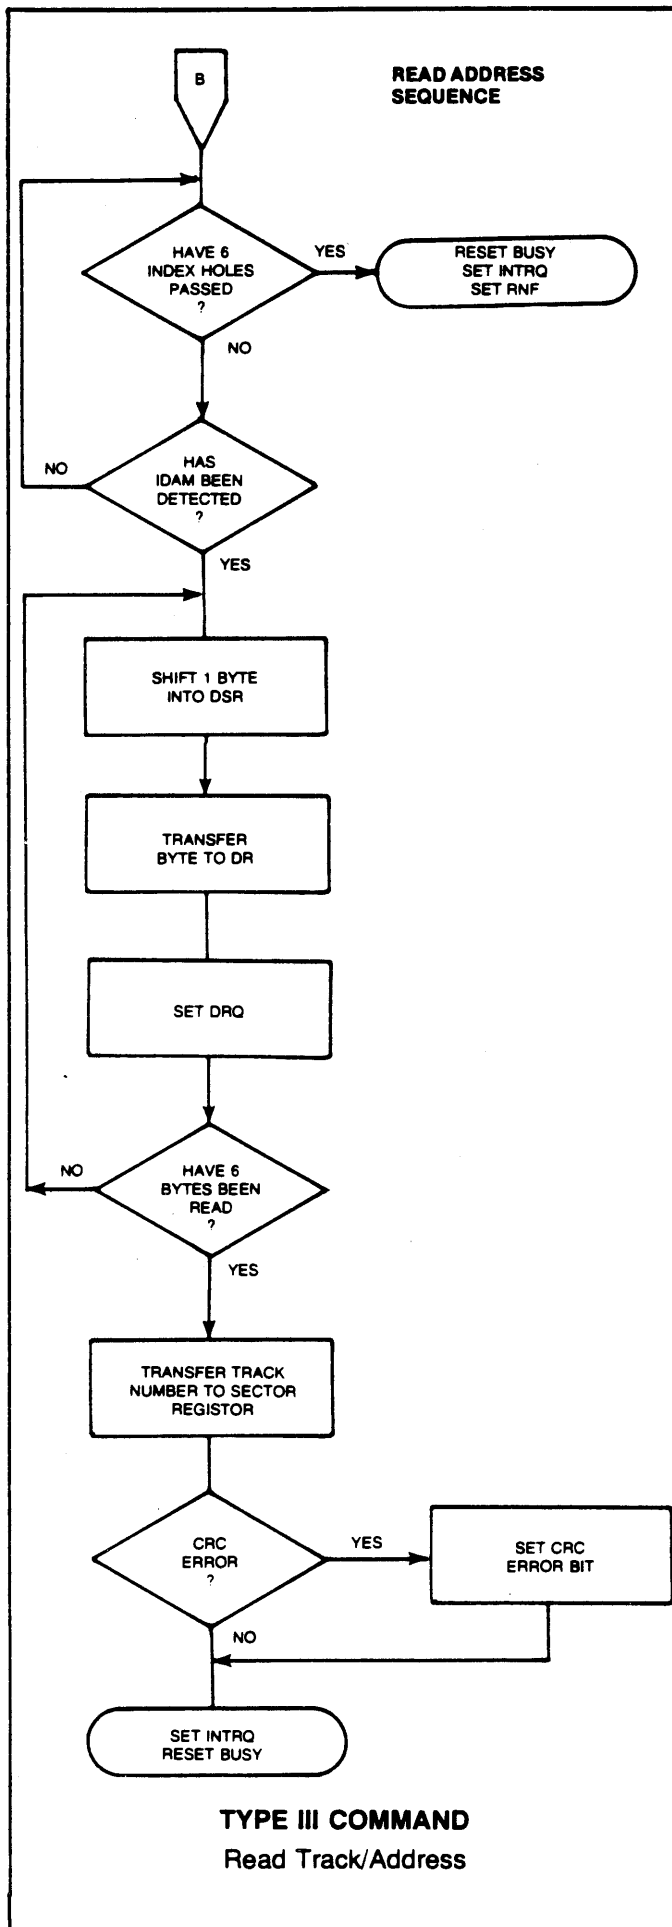 B
READ ADDRESS
SEQUENCE
HAVE 6
INDEX HOLES
PASSED
?
YES
RESET BUSY
SET INTRQ
SET RNF
NO
HAS
IDAM BEEN
DETECTED
?
NO
YES
SHIFT 1 BYTE
INTO DSR
TRANSFER
BYTE TO DR
SET DRQ
HAVE 6
BYTES BEEN
READ
?
NO
YES
TRANSFER TRACK
NUMBER TO SECTOR
REGISTOR
CRC
ERROR
?
YES
SET CRC
ERROR BIT
NO
SET INTRQ
RESET BUSY
TYPE III COMMAND
Read Track/Address